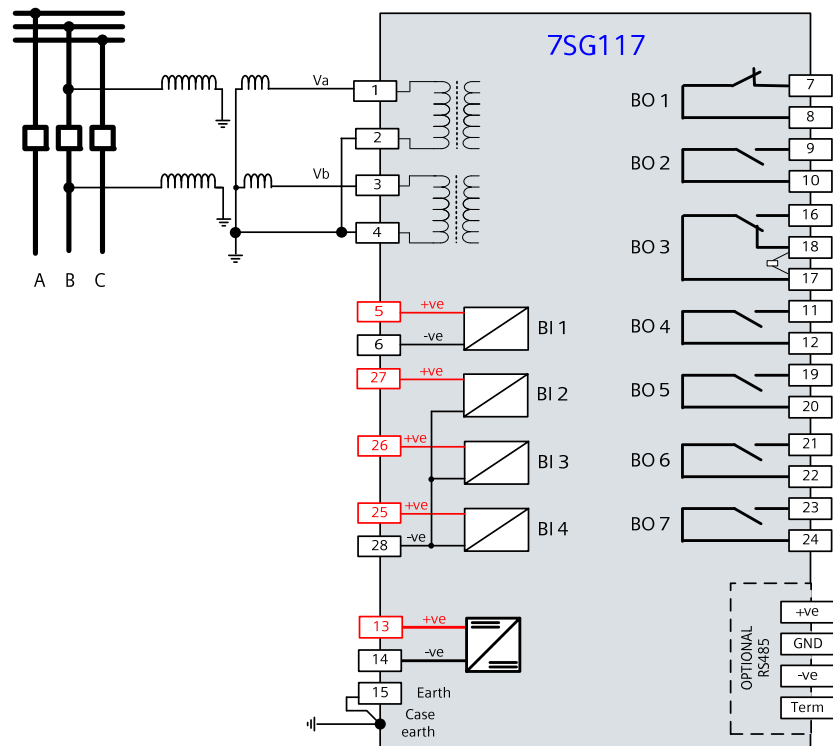 7SG117
Va
1
2
Vb
3
4
A B C
5 +ve
6 -ve
BI 1
27 +ve
BI 2
26 +ve
BI 3
25 +ve
28 -ve
BI 4
13 +ve
14 -ve
15 Earth
Case
earth
BO 1
7
8
BO 2
9
10
BO 3
16
18
17
BO 4
11
12
BO 5
19
20
BO 6
21
22
BO 7
23
24
OPTIONAL
RS485
+ve
GND
-ve
Term